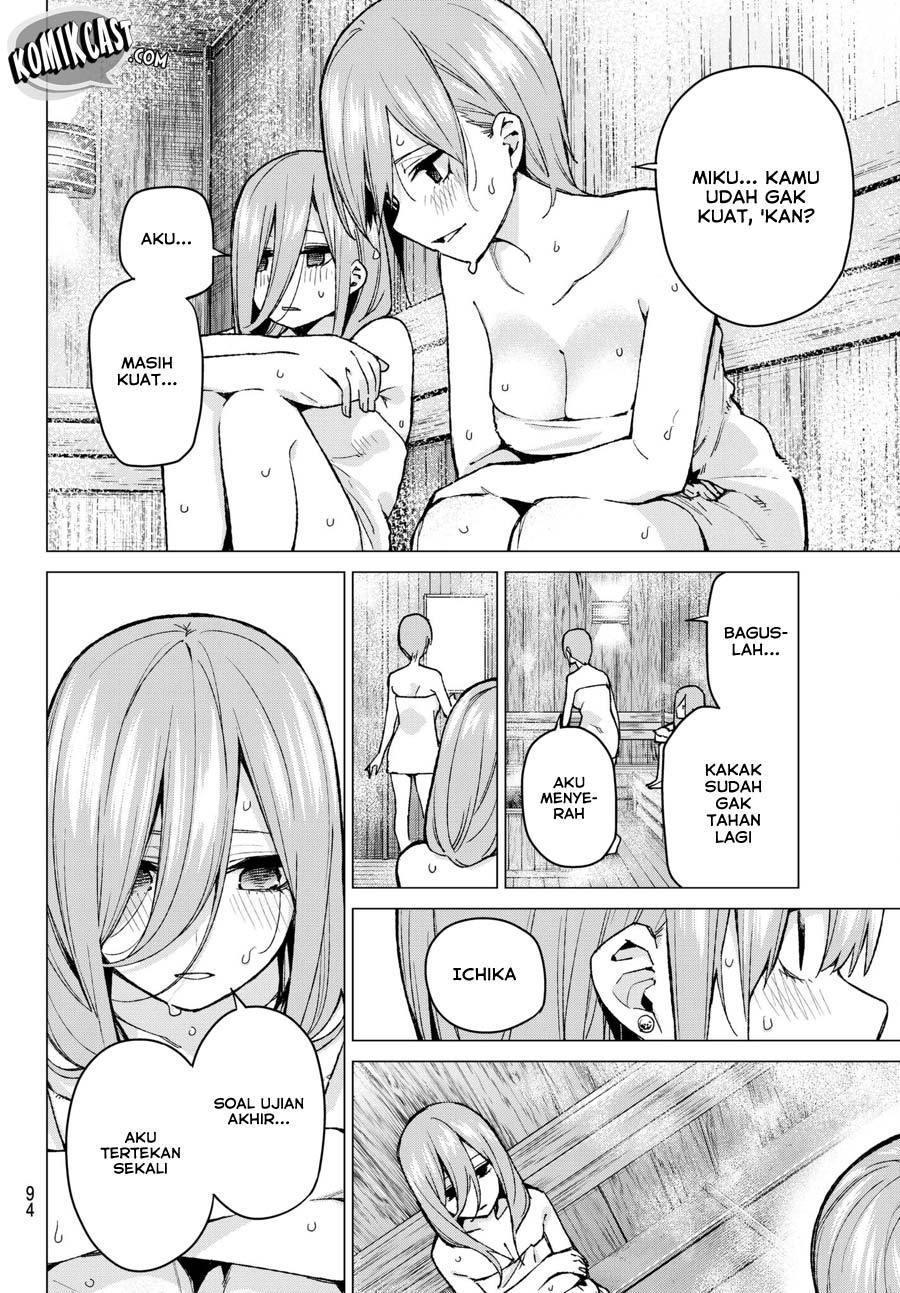 KOMIKCAST.COM
MIKU... KAMU
UDAH GAK
KUAT, 'KAN?
AKU...
MASIH
KUAT...
BAGUS-
LAH...
KAKAK
SUDAH
GAK
TAHAN
LAGI
AKU
MENYE-
RAH
ICHIKA
SOAL UJIAN
AKHIR...
AKU
TERTEKAN
SEKALI
94